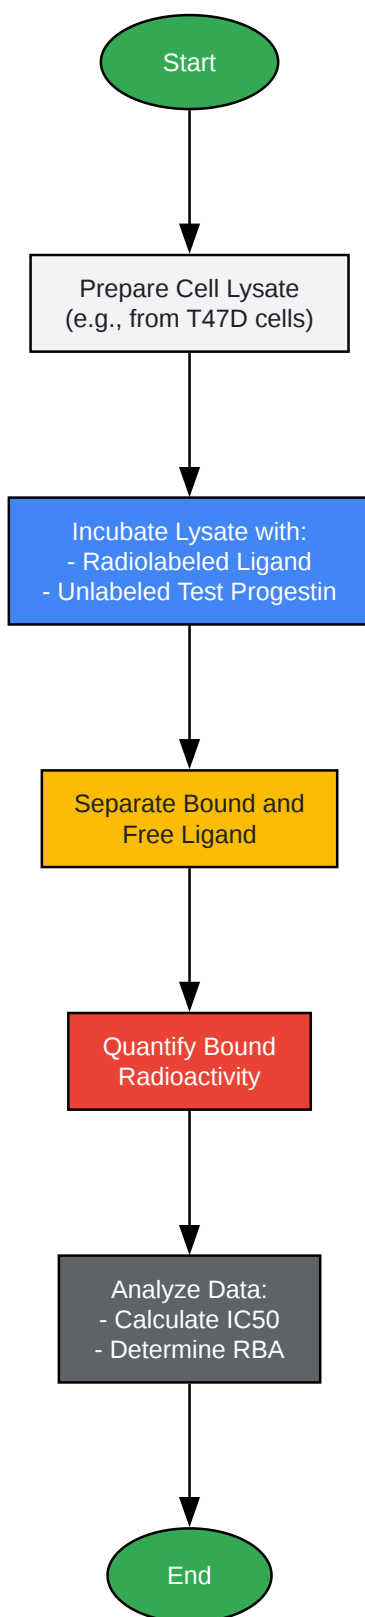 Start
Prepare Cell Lysate
(e.g., from T47D cells)
Incubate Lysate with:
- Radiolabeled Ligand
- Unlabeled Test Progestin
Separate Bound and
Free Ligand
Quantify Bound
Radioactivity
Analyze Data:
- Calculate IC50
- Determine RBA
End